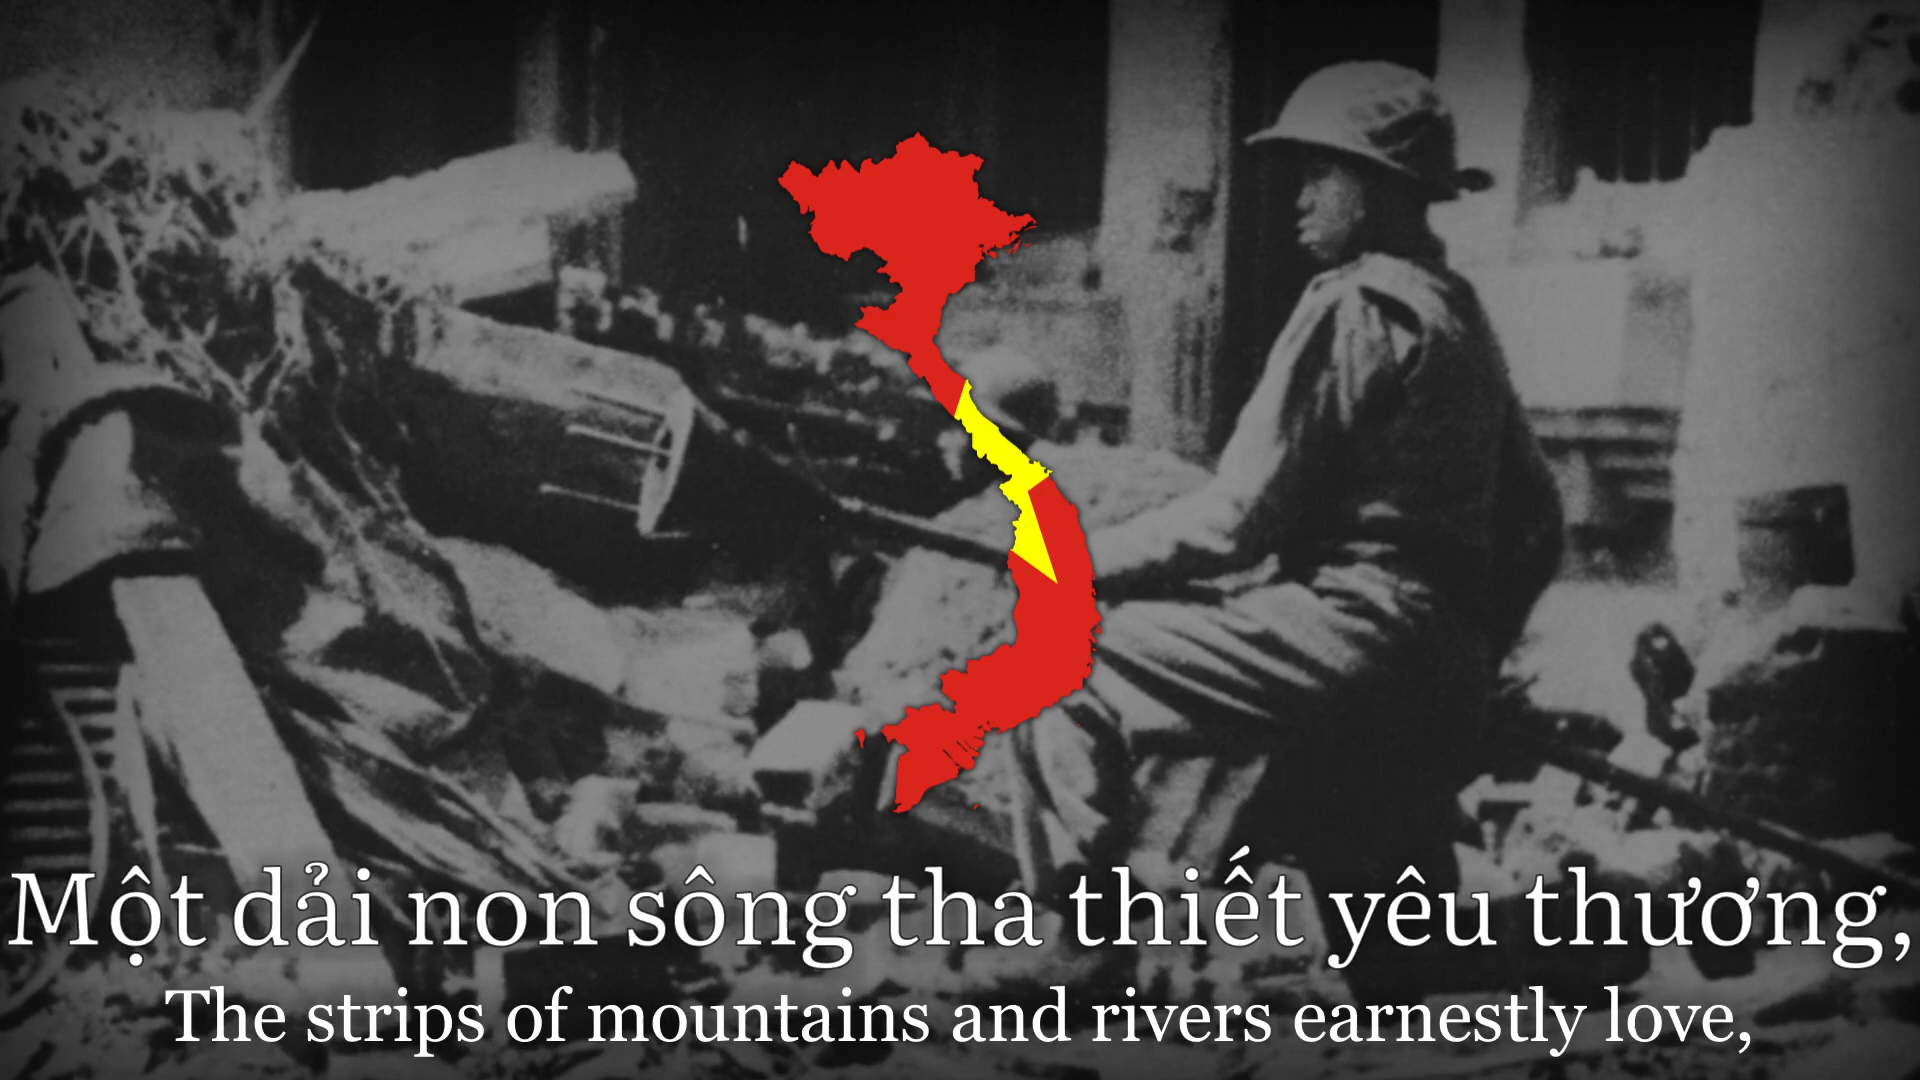 Một dải non sông tha thiết yêu thương,
The strips of mountains and rivers earnestly love,